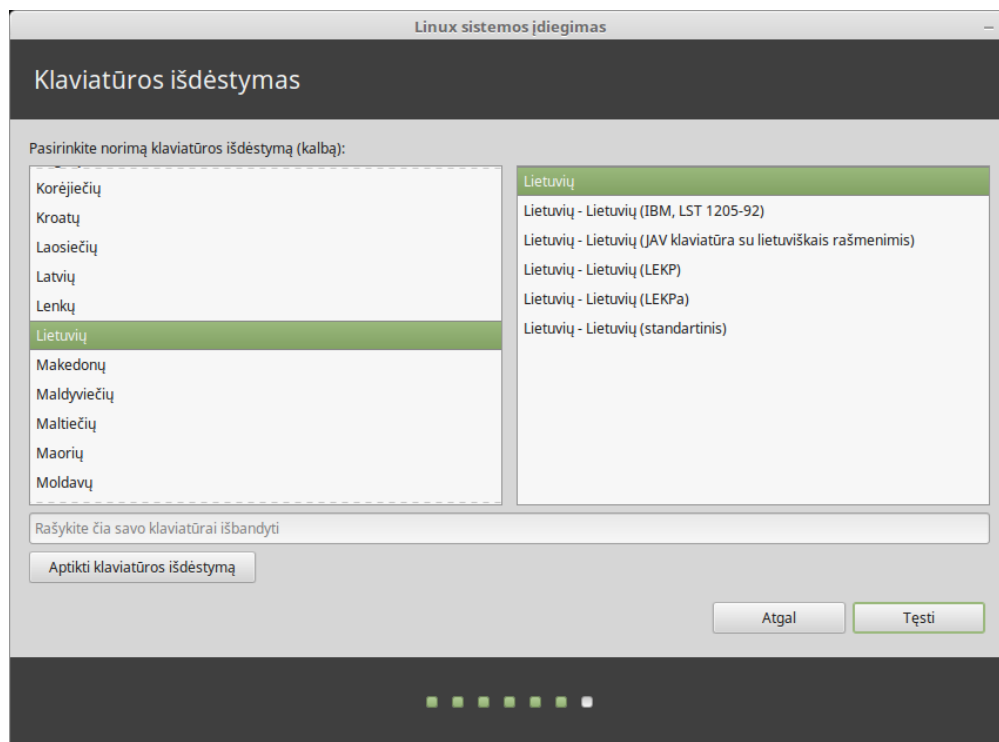 Linux sistemos įdiegimas
Klaviatūros išdėstymas
Pasirinkite norimą klaviatūros išdėstymą (kalbą):
Korėjiečių
Kroatų
Laosiečių
Latvių
Lenkų
Lietuvių
Makedonų
Maldyviečių
Maltiečių
Maorių
Moldavų
Lietuvių
Lietuvių - Lietuvių (IBM, LST 1205-92)
Lietuvių - Lietuvių (JAV klaviatūra su lietuviškais rašmenimis)
Lietuvių - Lietuvių (LEKP)
Lietuvių - Lietuvių (LEKPa)
Lietuvių - Lietuvių (standartinis)
Rašykite čia savo klaviatūrai išbandyti
Aptikti klaviatūros išdėstymą
Atgal
Tęsti